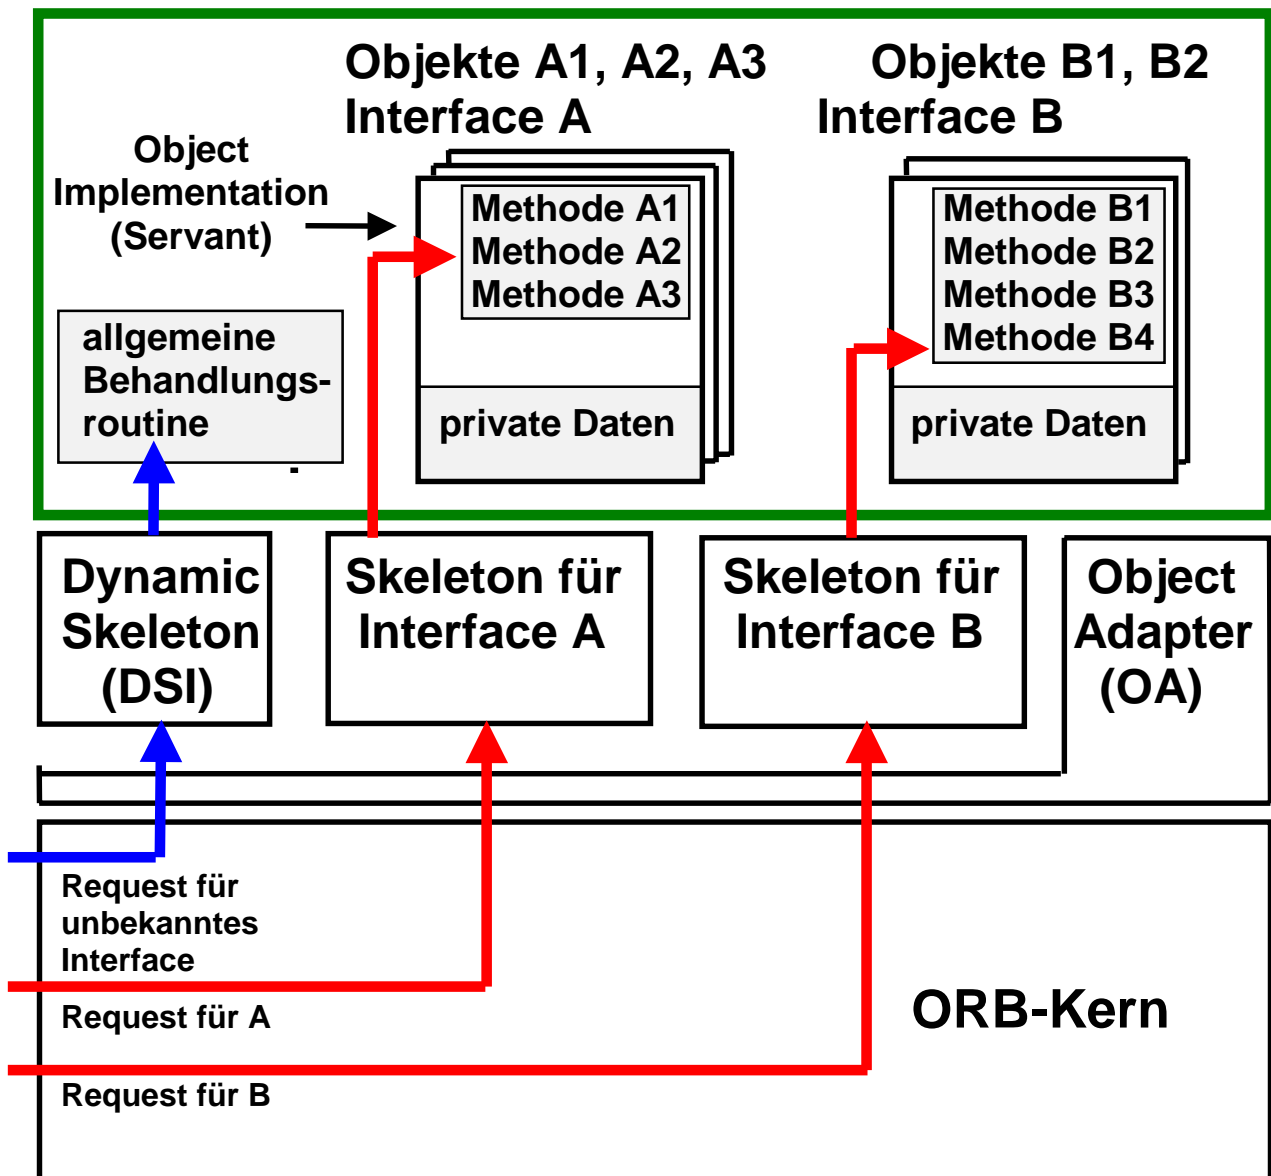 Objekte A1, A2, A3
Interface A
Objekte B1, B2
Interface B
Object
Implementation
(Servant)
Methode A1
Methode A2
Methode A3
private Daten
Methode B1
Methode B2
Methode B3
Methode B4
private Daten
allgemeine
Behandlungs-
routine
Dynamic
Skeleton
(DSI)
Skeleton für
Interface A
Skeleton für
Interface B
Object
Adapter
(OA)
Request für
unbekanntes
Interface
Request für A
Request für B
ORB-Kern